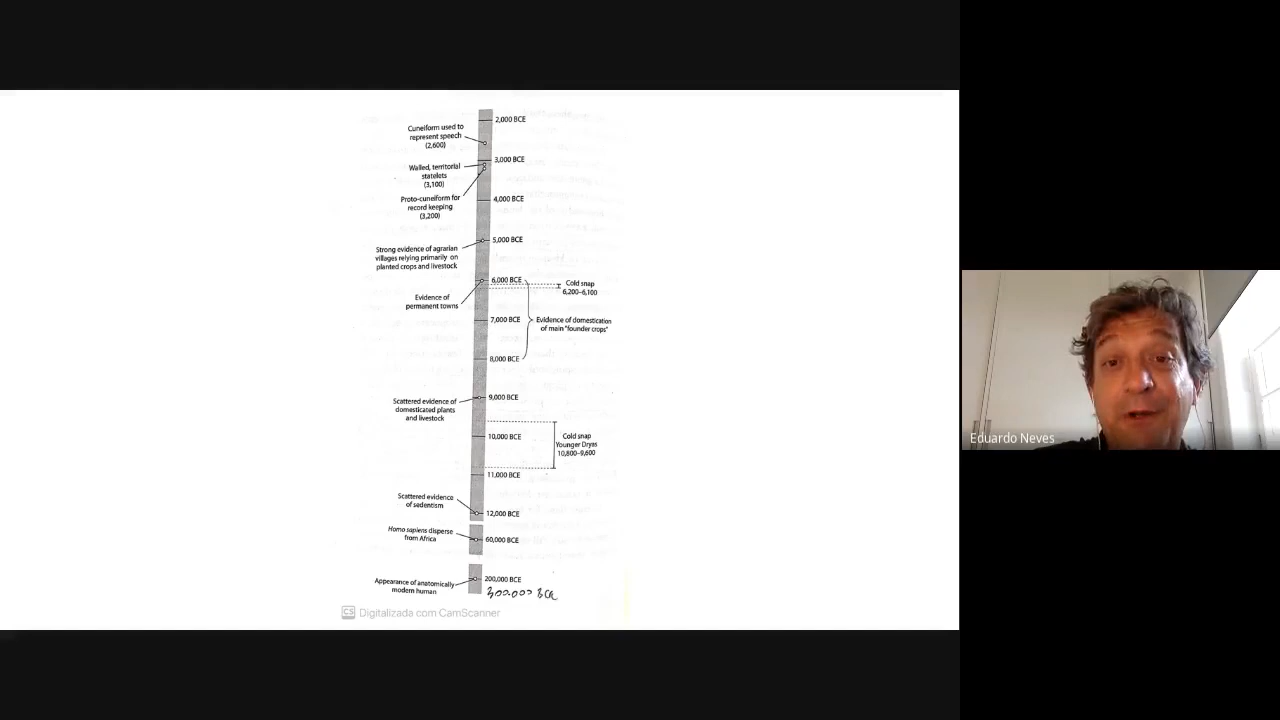 2,000 BCE
Cuneiform used to
represent speech
(2,600)
3,000 BCE
Walled, territorial
statelets
(3,100)
Proto-cuneiform for
record keeping
(3,200)
4,000 BCE
5,000 BCE
Strong evidence of agrarian
villages relying primarily on
planted crops and livestock
6,000 BCE
Cold snap
6,200–6,100
Evidence of
permanent towns
7,000 BCE
Evidence of domestication
of main "founder crops"
8,000 BCE
9,000 BCE
Scattered evidence of
domesticated plants
and livestock
10,000 BCE
Cold snap
Younger Dryas
10,800–9,600
11,000 BCE
Scattered evidence
of sedentism
12,000 BCE
Homo sapiens disperse
from Africa
60,000 BCE
200,000 BCE
Appearance of anatomically
modern human
300.000 BCE
CS Digitalizada com CamScanner
Eduardo Neves